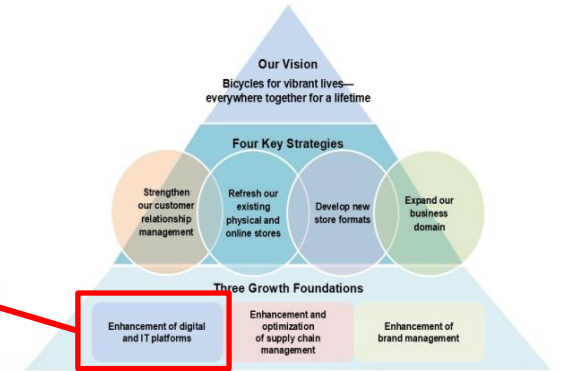 Our Vision
Bicycles for vibrant lives—
everywhere together for a lifetime
Four Key Strategies
Strengthen
our customer
relationship
management
Refresh our
existing
physical and
online stores
Develop new
store formats
Expand our
business
domain
Three Growth Foundations
Enhancement of digital
and IT platforms
Enhancement and
optimization
of supply chain
management
Enhancement of
brand management